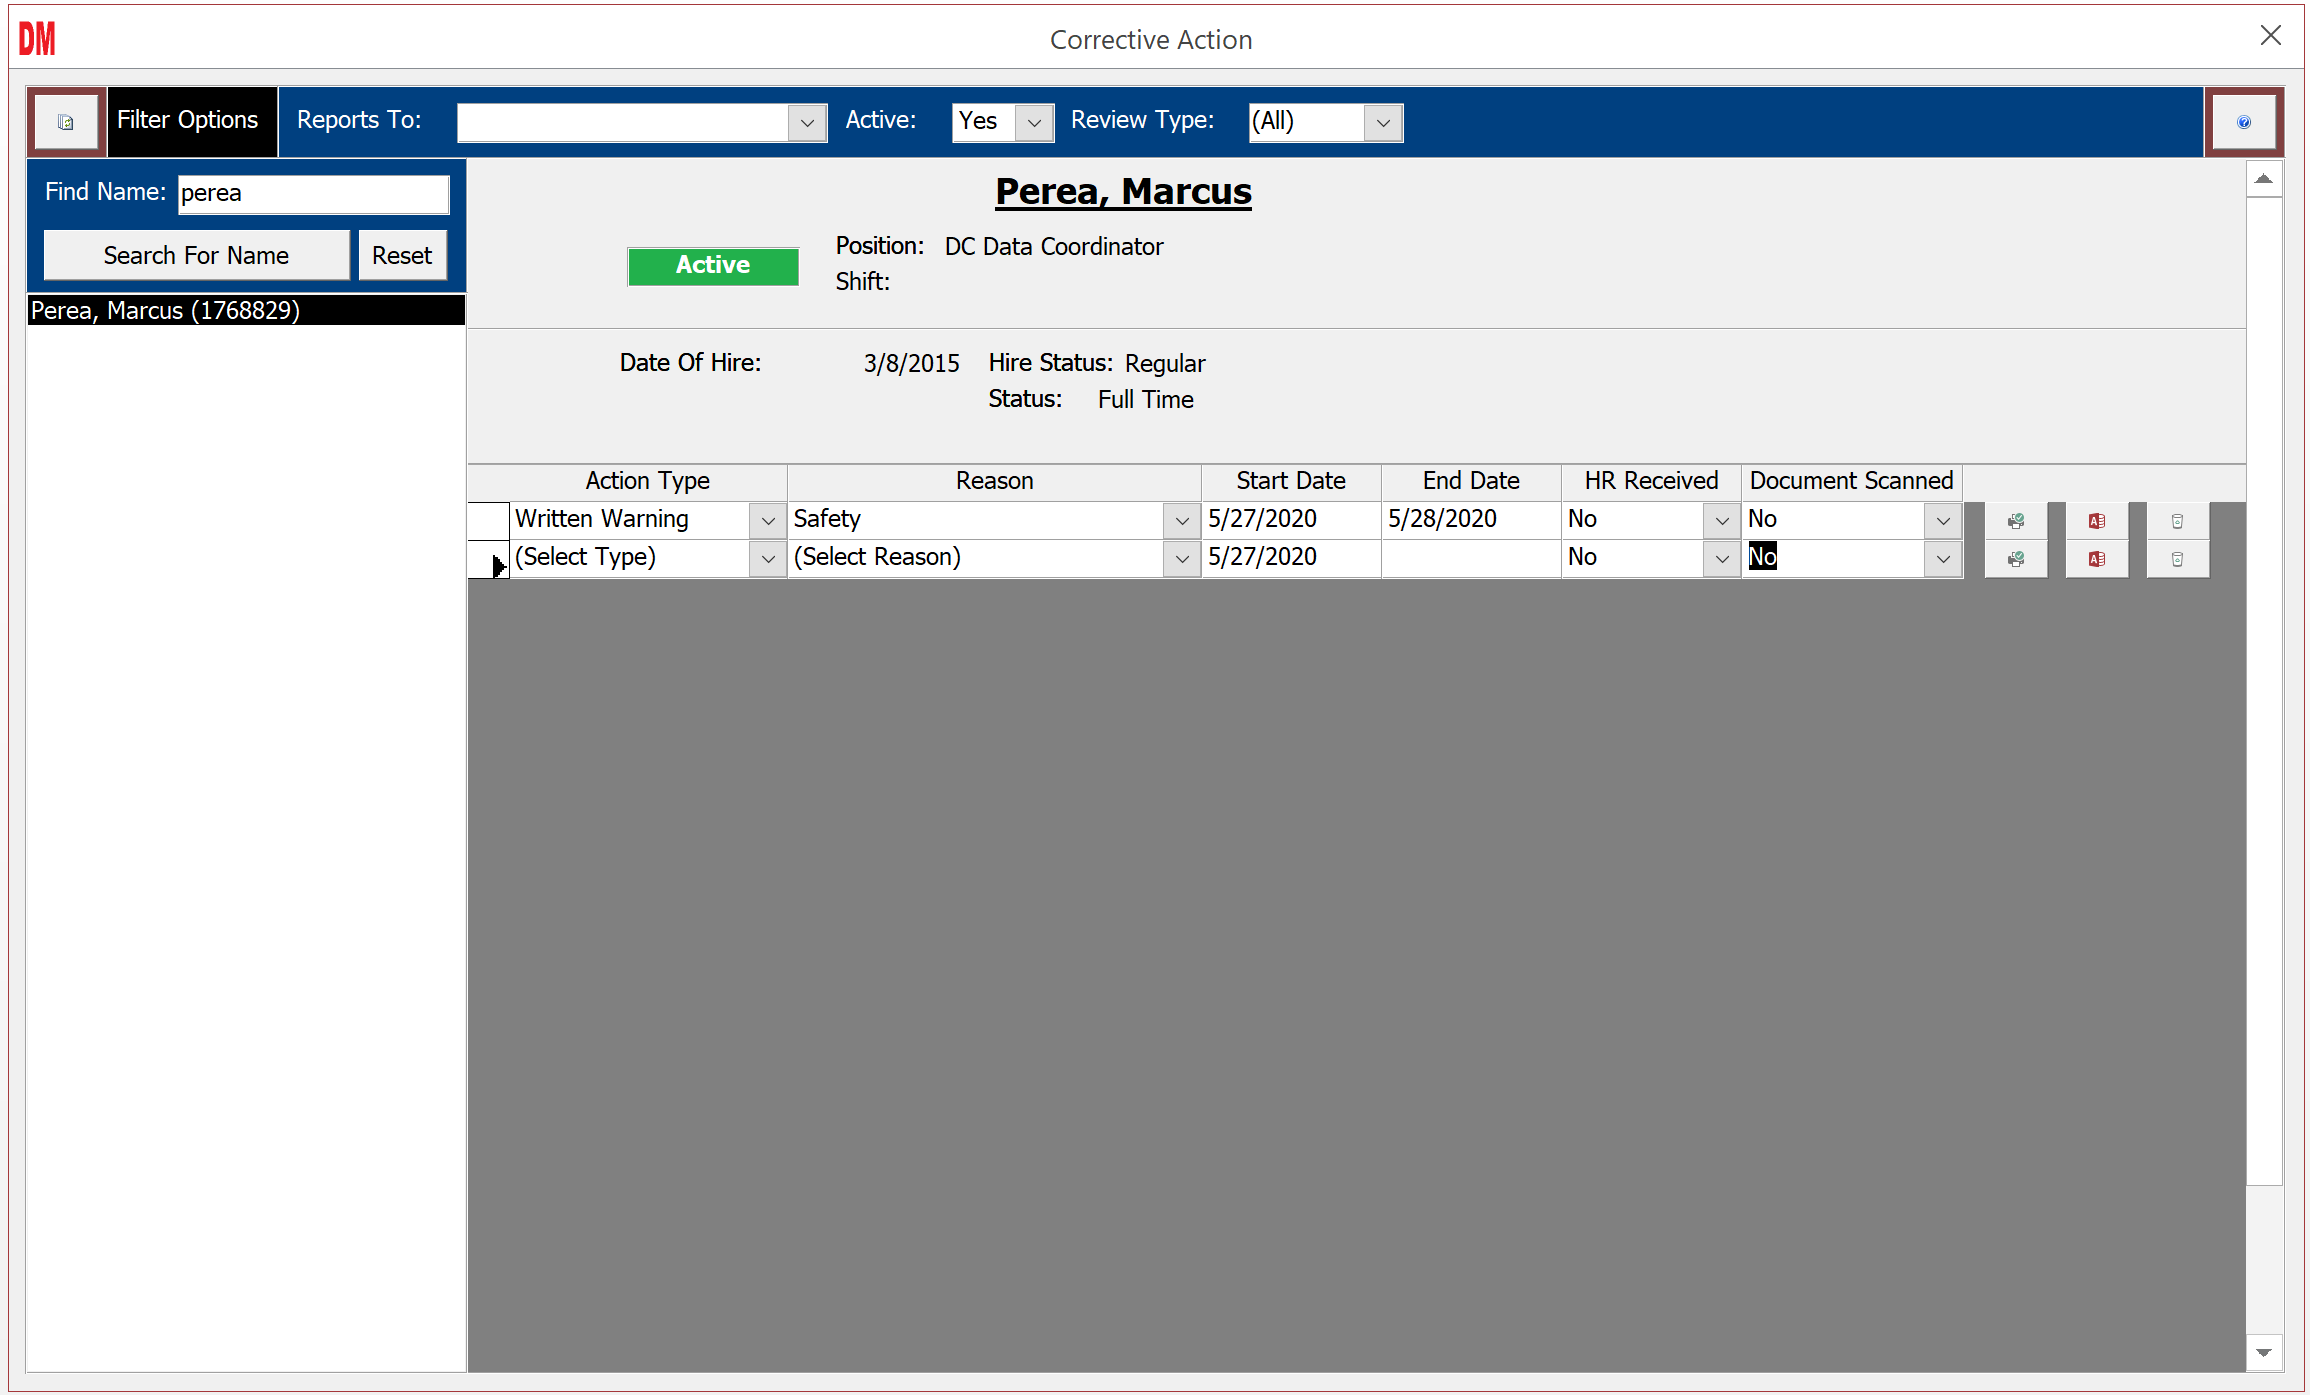 DM
Corrective Action
Filter Options Reports To: Active: Yes Review Type: (All)
Find Name: perea
Search For Name Reset
Perea, Marcus (1768829)
Perea, Marcus
Active
Position: DC Data Coordinator
Shift:
Date Of Hire: 3/8/2015 Hire Status: Regular
Status: Full Time
Action Type Reason Start Date End Date HR Received Document Scanned
Written Warning Safety 5/27/2020 5/28/2020 No No
(Select Type) (Select Reason) 5/27/2020 No No